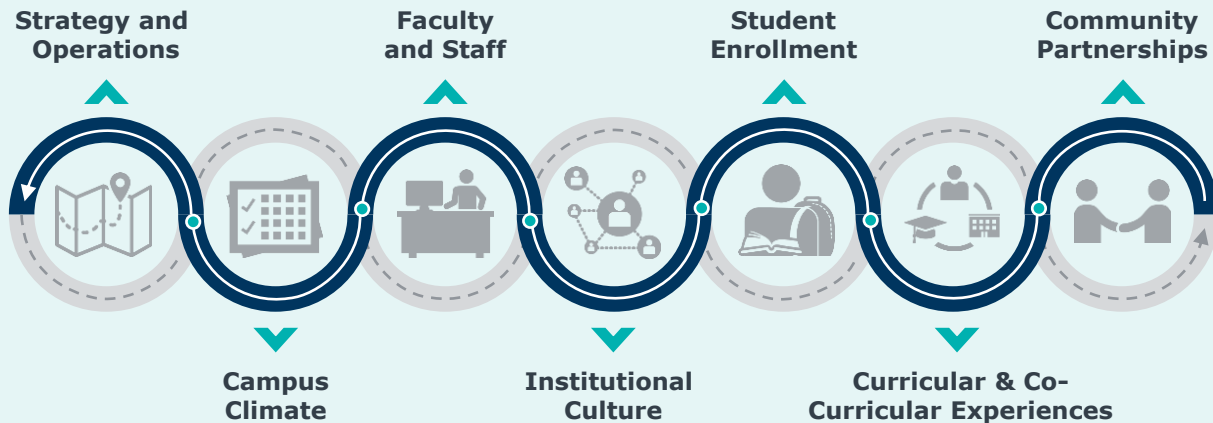 Strategy and
Operations
Faculty
and Staff
Student
Enrollment
Community
Partnerships
Campus
Climate
Institutional
Culture
Curricular & Co-
Curricular Experiences